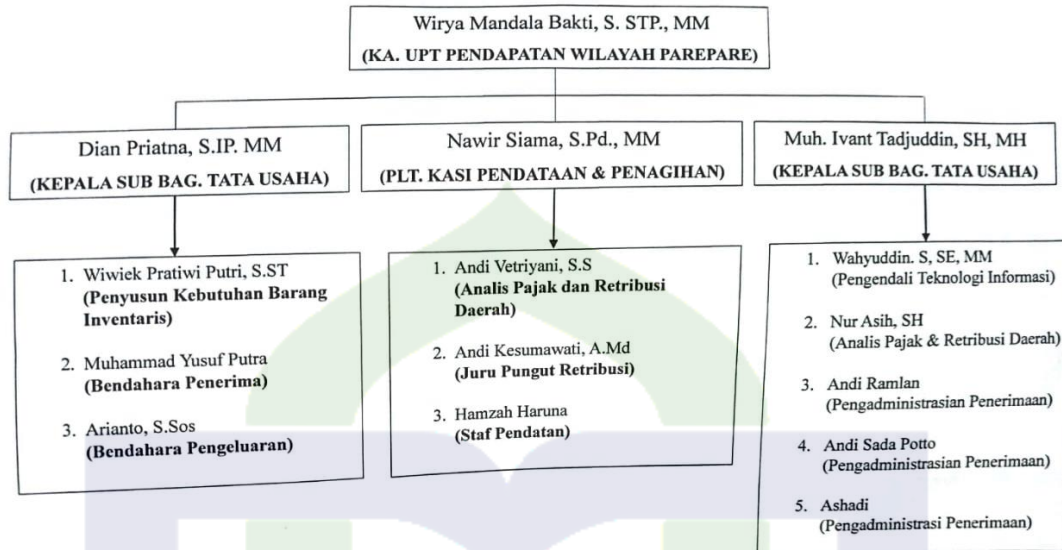 Wirya Mandala Bakti, S. STP., MM
(KA. UPT PENDAPATAN WILAYAH PAREPARE)
Dian Priatna, S.IP. MM
(KEPALA SUB BAG. TATA USAHA)
Nawir Siama, S.Pd., MM
(PLT. KASI PENDATAAN & PENAGIHAN)
Muh. Ivant Tadjuddin, SH, MH
(KEPALA SUB BAG. TATA USAHA)
1. Wiwiek Pratiwi Putri, S.ST
(Penyusun Kebutuhan Barang
Inventaris)
2. Muhammad Yusuf Putra
(Bendahara Penerima)
3. Arianto, S.Sos
(Bendahara Pengeluaran)
1. Andi Vetriyani, S.S
(Analis Pajak dan Retribusi
Daerah)
2. Andi Kesumawati, A.Md
(Juru Pungut Retribusi)
3. Hamzah Haruna
(Staf Pendatan)
1. Wahyuddin. S, SE, MM
(Pengendali Teknologi Informasi)
2. Nur Asih, SH
(Analis Pajak & Retribusi Daerah)
3. Andi Ramlan
(Pengadministrasian Penerimaan)
4. Andi Sada Potto
(Pengadministrasian Penerimaan)
5. Ashadi
(Pengadministrasi Penerimaan)